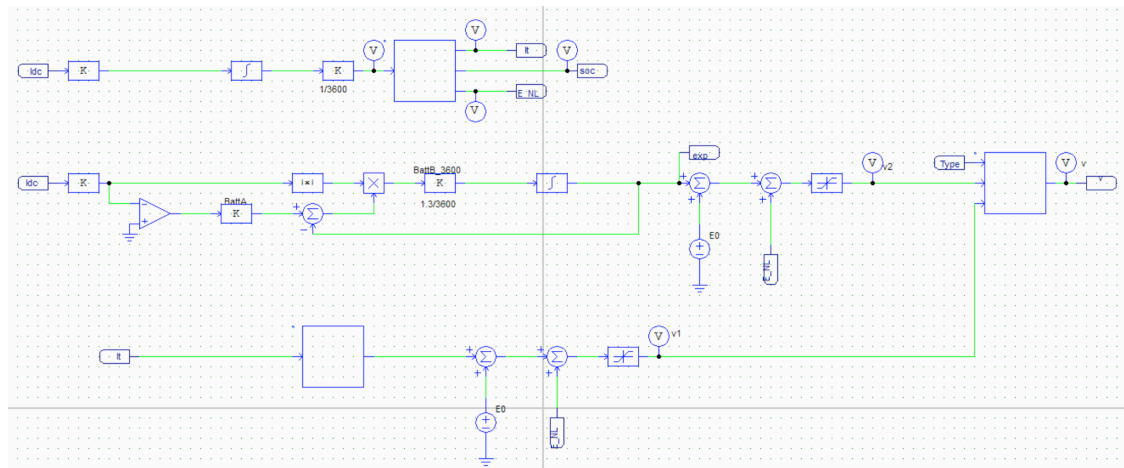 V
Idc
K
∫
K
1/3600
V
*
It
V
soc
E_NL
V
Idc
K
|x|
BattB_3600
K
1.3/3600
∫
exp
+
Σ
+
+
Σ
+
V
v2
Type
*
V
v
v
BattA
-
+
K
+
Σ
−
E0
+
−
E_NL
It
*
+
Σ
+
+
Σ
+
V
v1
E0
+
−
E_NL